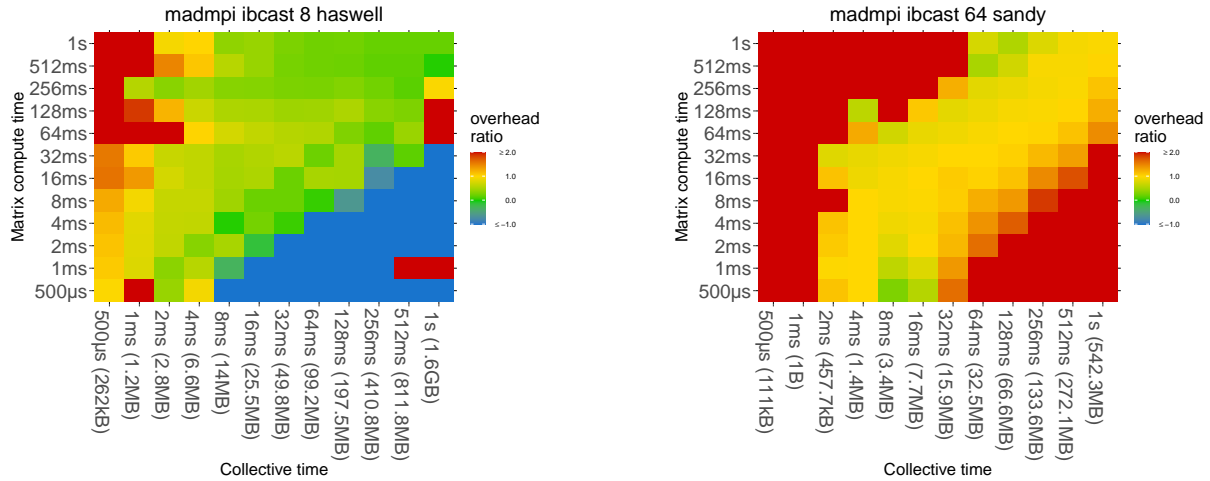 madmpi ibcast 8 haswell
1s
512ms
256ms
128ms
64ms
32ms
16ms
8ms
4ms
2ms
1ms
500µs
Matrix compute time
500µs (262kB)
1ms (1.2MB)
2ms (2.8MB)
4ms (6.6MB)
8ms (14MB)
16ms (25.5MB)
32ms (49.8MB)
64ms (99.2MB)
128ms (197.5MB)
256ms (410.8MB)
512ms (811.8MB)
1s (1.6GB)
Collective time
overhead
ratio
≥ 2.0
1.0
0.0
≤ −1.0
madmpi ibcast 64 sandy
1s
512ms
256ms
128ms
64ms
32ms
16ms
8ms
4ms
2ms
1ms
500µs
Matrix compute time
500µs (111kB)
1ms (1B)
2ms (457.7kB)
4ms (1.4MB)
8ms (3.4MB)
16ms (7.7MB)
32ms (15.9MB)
64ms (32.5MB)
128ms (66.6MB)
256ms (133.6MB)
512ms (272.1MB)
1s (542.3MB)
Collective time
overhead
ratio
≥ 2.0
1.0
0.0
≤ −1.0